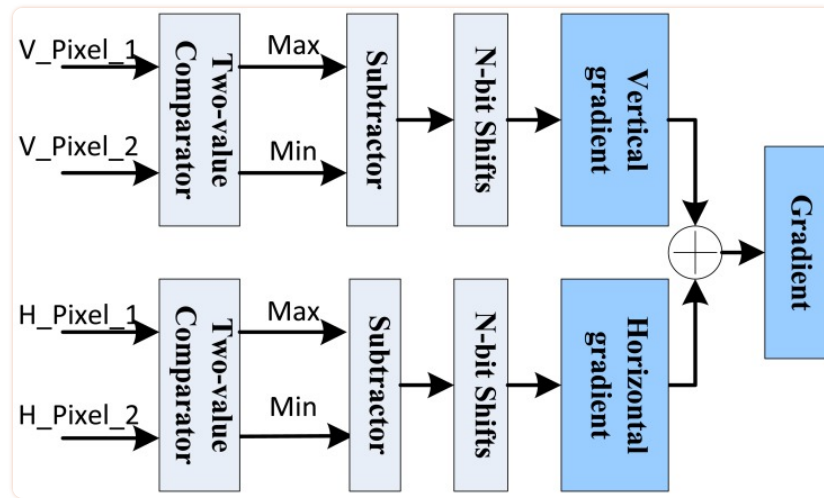 V_Pixel_1
V_Pixel_2
Two-value
Comparator
Max
Min
Subtractor
N-bit Shifts
Vertical
gradient
H_Pixel_1
H_Pixel_2
Two-value
Comparator
Max
Min
Subtractor
N-bit Shifts
Horizontal
gradient
Gradient